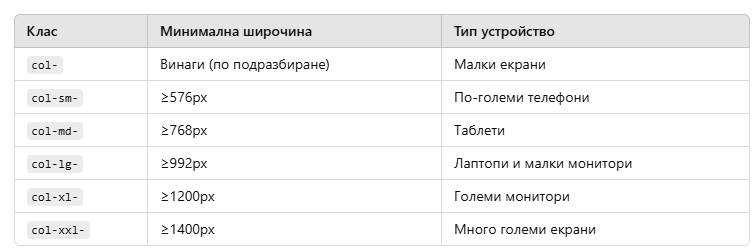 Клас Минимална широчина Тип устройство
col- Винаги (по подразбиране) Малки екрани
col-sm- ≥576px По-големи телефони
col-md- ≥768px Таблети
col-lg- ≥992px Лаптопи и малки монитори
col-xl- ≥1200px Големи монитори
col-xxl- ≥1400px Много големи екрани